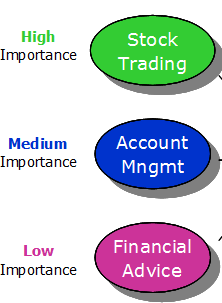 High
Importance
Stock
Trading
Medium
Importance
Account
Mngmt
Low
Importance
Financial
Advice